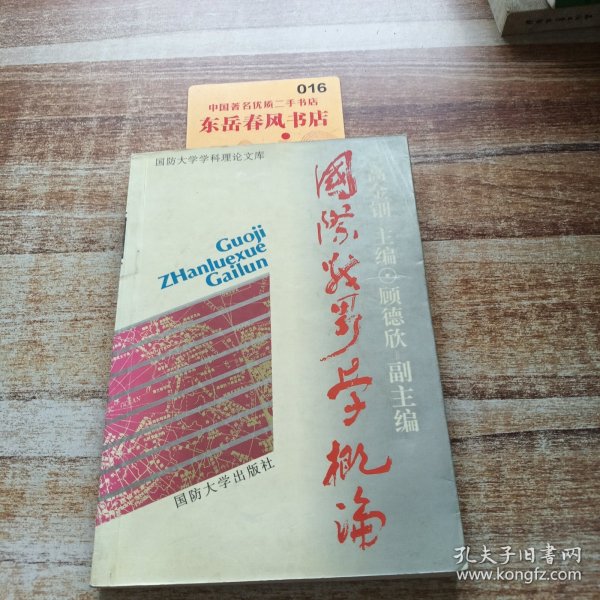 016
中国著名优质二手书店
东岳春风书店
国防大学学科理论文库
Guoji
ZHanluexue
Gailun
國際战略学概論
高金钿 主编 顾德欣 副主编
国防大学出版社
孔夫子旧书网
www.kongfz.com